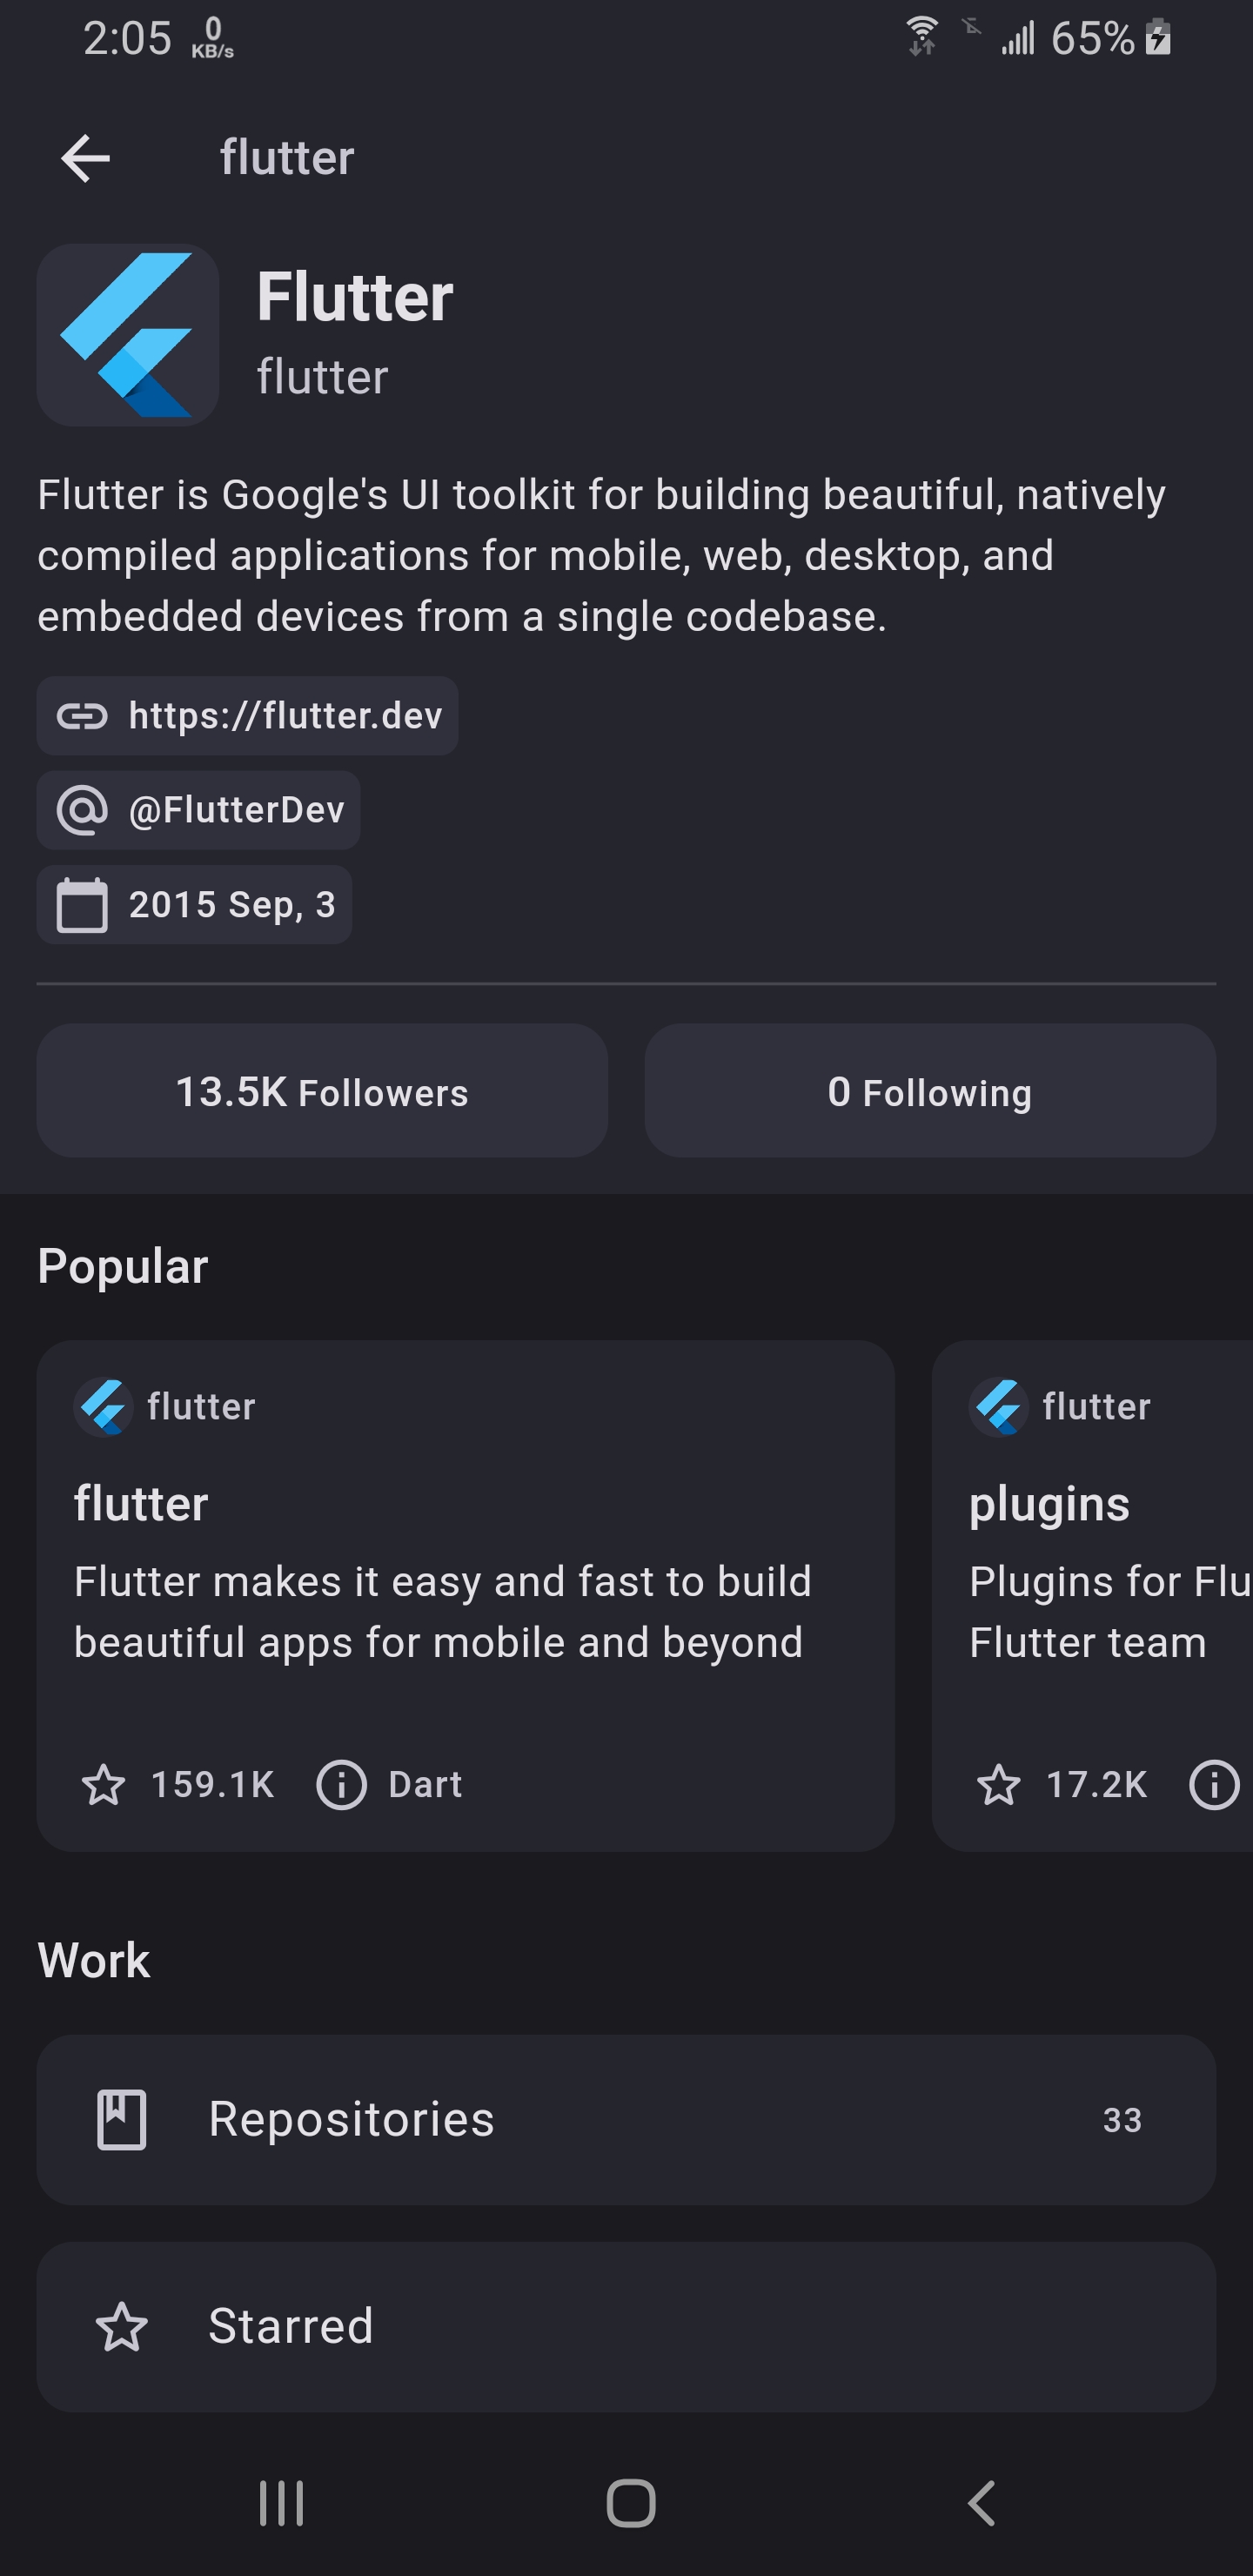 2:05 0 KB/s 65%
flutter
Flutter
flutter
Flutter is Google's UI toolkit for building beautiful, natively
compiled applications for mobile, web, desktop, and
embedded devices from a single codebase.
https://flutter.dev
@FlutterDev
2015 Sep, 3
13.5K Followers 0 Following
Popular
flutter
flutter
Flutter makes it easy and fast to build
beautiful apps for mobile and beyond
159.1K Dart
flutter
plugins
Plugins for Flu
Flutter team
17.2K
Work
Repositories 33
Starred